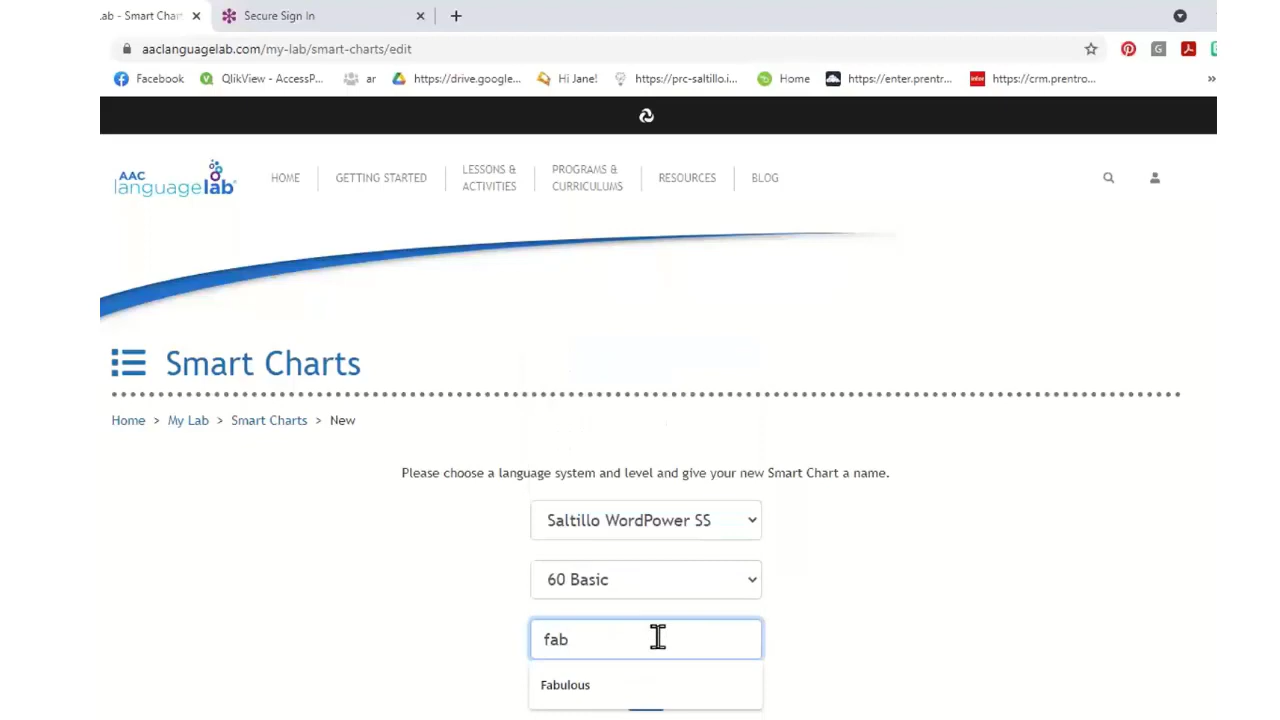 .ab - Smart Char
Secure Sign In
aaclanguagelab.com/my-lab/smart-charts/edit
Facebook
QlikView - AccessP...
ar
https://drive.google...
Hi Jane!
https://prc-saltillo.i...
Home
https://enter.prentro...
https://crm.prentro...
»
AAC
languagelab
HOME
GETTING STARTED
LESSONS &
ACTIVITIES
PROGRAMS &
CURRICULUMS
RESOURCES
BLOG
Smart Charts
Home > My Lab > Smart Charts > New
Please choose a language system and level and give your new Smart Chart a name.
Saltillo WordPower SS
60 Basic
fab
Fabulous